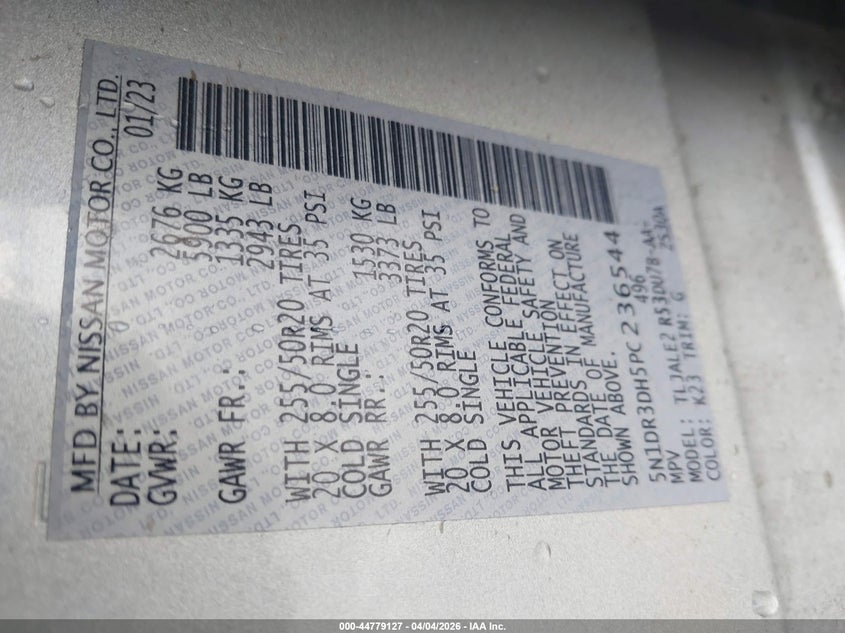 MFD BY NISSAN MOTOR CO., LTD.
DATE: 01/23
GVWR: 2676 KG
5900 LB
GAWR FR.: 1335 KG
2943 LB
WITH 255/50R20 TIRES
20 X 8.0 RIMS AT 35 PSI
COLD SINGLE
GAWR RR.: 1530 KG
3373 LB
WITH 255/50R20 TIRES
20 X 8.0 RIMS AT 35 PSI
COLD SINGLE
THIS VEHICLE CONFORMS TO
ALL APPLICABLE FEDERAL
MOTOR VEHICLE SAFETY AND
THEFT PREVENTION
STANDARDS IN EFFECT ON
THE DATE OF MANUFACTURE
SHOWN ABOVE.
5N1DR3DH5PC236544
MPV 496
MODEL: TLJALE2 R53DU78-AA-
COLOR: K23 TRIM: G 2530A
000-44779127 - 04/04/2026 - IAA Inc.